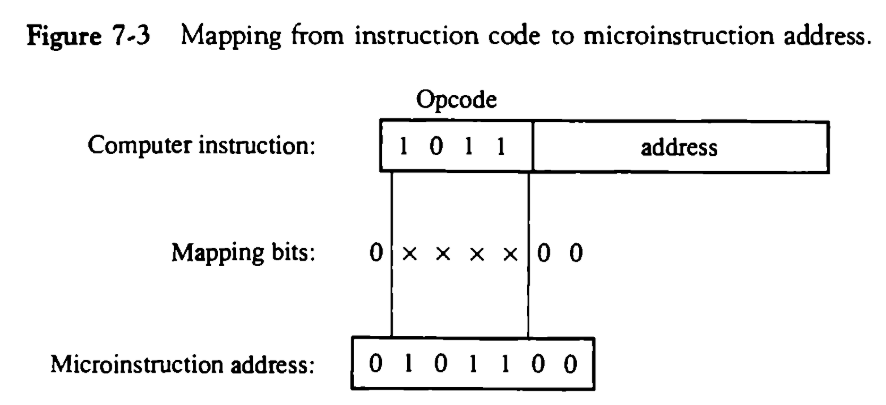 Figure 7-3 Mapping from instruction code to microinstruction address.
Opcode
Computer instruction: 1 0 1 1 address
Mapping bits: 0 × × × × 0 0
Microinstruction address: 0 1 0 1 1 0 0